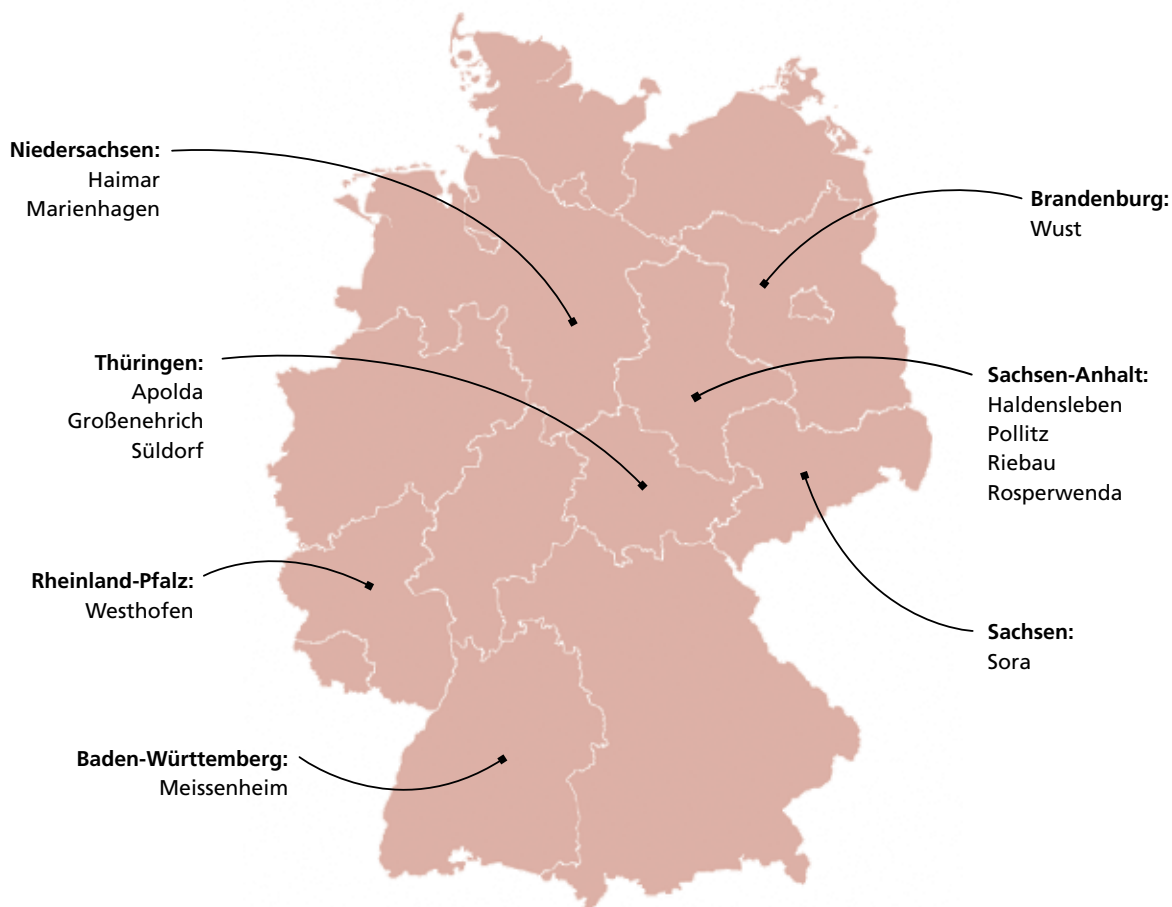 Niedersachsen:
Haimar
Marienhagen
Brandenburg:
Wust
Thüringen:
Apolda
Großenehrich
Süldorf
Sachsen-Anhalt:
Haldensleben
Pollitz
Riebau
Rosperwenda
Rheinland-Pfalz:
Westhofen
Sachsen:
Sora
Baden-Württemberg:
Meissenheim